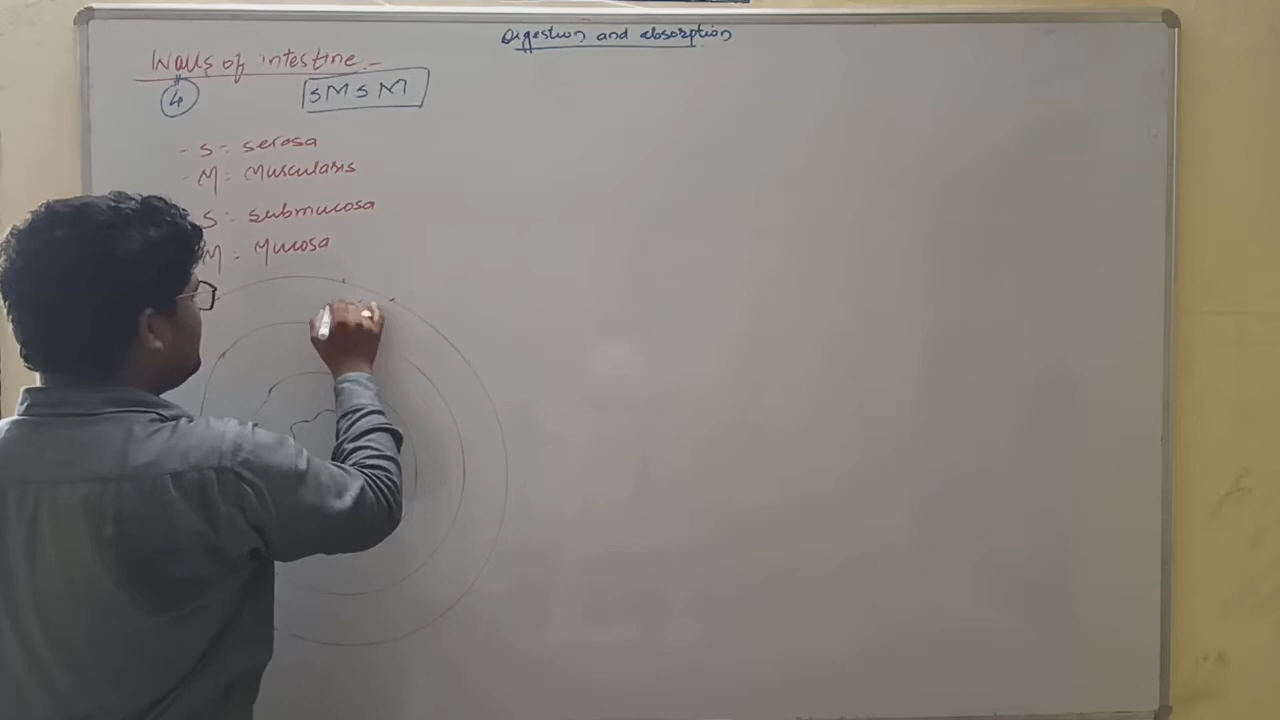 Digestion and absorption
Walls of intestine :-
4
SMSM
- S = serosa
- M = Muscularis
S = submucosa
M = Mucosa